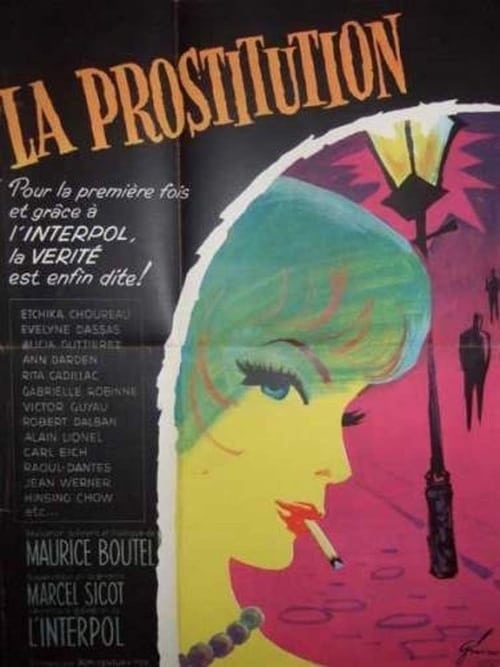 LA PROSTITUTION
Pour la première fois
et grâce à
l'INTERPOL,
la VERITÉ
est enfin dite!
ETCHIKA CHOUREAU
EVELYNE DASSAS
ALICIA GUTTIEREZ
ANN DARDEN
RITA CADILLAC
GABRIELLE ROBINNE
VICTOR GUYAU
ROBERT DALBAN
ALAIN LIONEL
CARL EICH
RAOUL-DANTES
JEAN WERNER
HINSING CHOW
etc...
MAURICE BOUTEL
MARCEL SICOT
L'INTERPOL